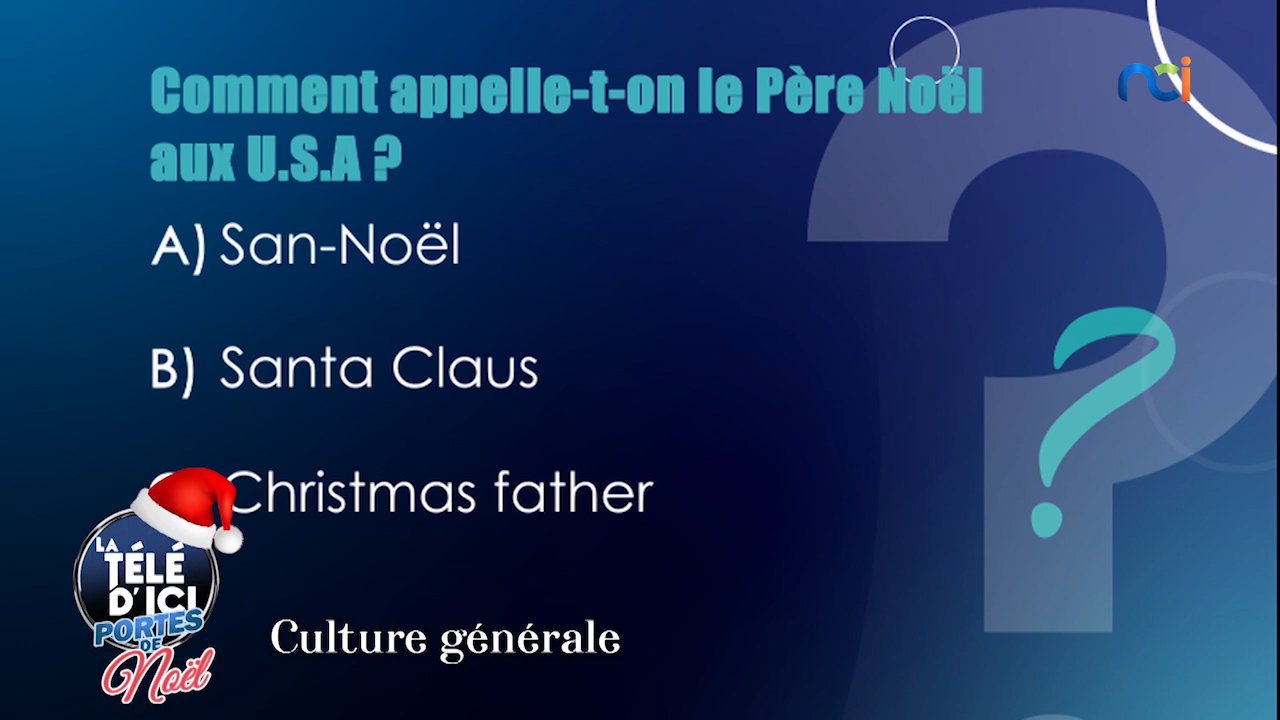 nci
Comment appelle-t-on le Père Noël
aux U.S.A ?
A) San-Noël
B) Santa Claus
Christmas father
LA
TÉLÉ
D'ICI
PORTES
DE
Noël
Culture générale